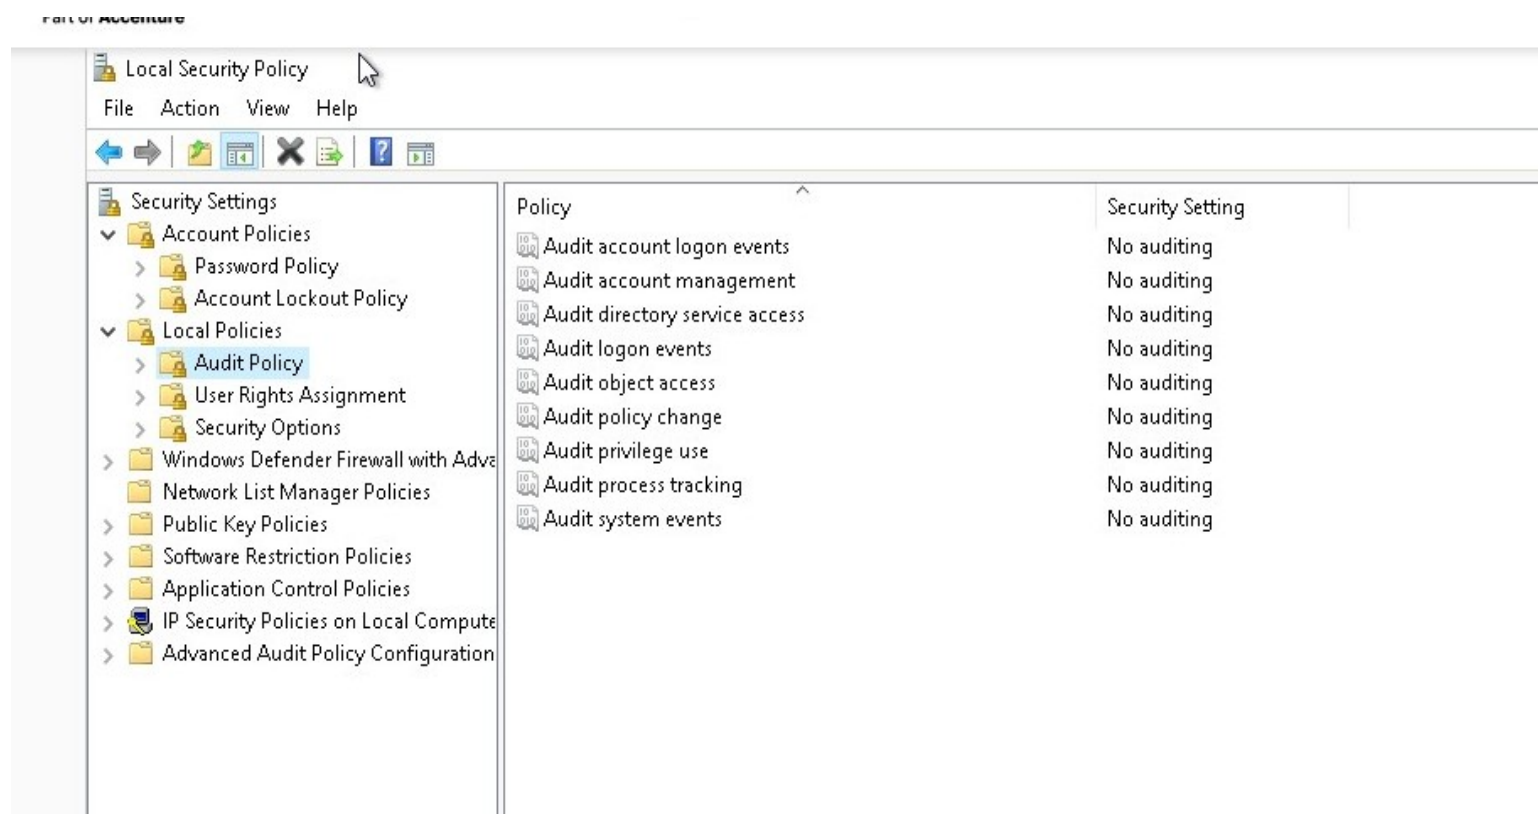 Part of Accenture
Local Security Policy
File Action View Help
Security Settings
Account Policies
Password Policy
Account Lockout Policy
Local Policies
Audit Policy
User Rights Assignment
Security Options
Windows Defender Firewall with Adva
Network List Manager Policies
Public Key Policies
Software Restriction Policies
Application Control Policies
IP Security Policies on Local Compute
Advanced Audit Policy Configuration
Policy Security Setting
Audit account logon events No auditing
Audit account management No auditing
Audit directory service access No auditing
Audit logon events No auditing
Audit object access No auditing
Audit policy change No auditing
Audit privilege use No auditing
Audit process tracking No auditing
Audit system events No auditing